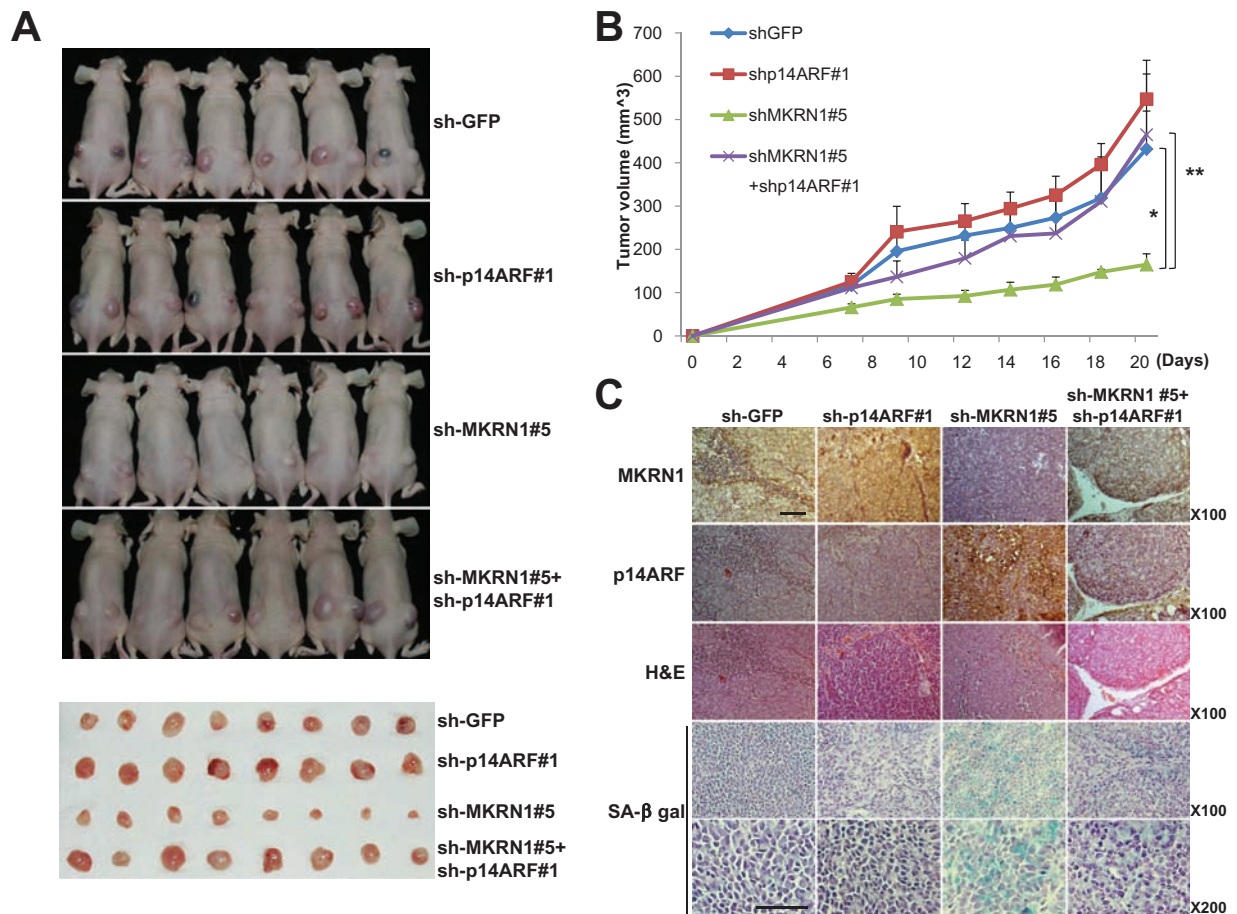 A
sh-GFP
sh-p14ARF#1
sh-MKRN1#5
sh-MKRN1#5+
sh-p14ARF#1
sh-GFP
sh-p14ARF#1
sh-MKRN1#5
sh-MKRN1#5+
sh-p14ARF#1
B
700
600
500
400
300
200
100
0
Tumor volume (mm^3)
shGFP
shp14ARF#1
shMKRN1#5
shMKRN1#5
+shp14ARF#1
**
*
0 2 4 6 8 10 12 14 16 18 20 (Days)
C
sh-GFP sh-p14ARF#1 sh-MKRN1#5 sh-MKRN1 #5+
sh-p14ARF#1
MKRN1
X100
p14ARF
X100
H&E
X100
SA-β gal
X100
X200